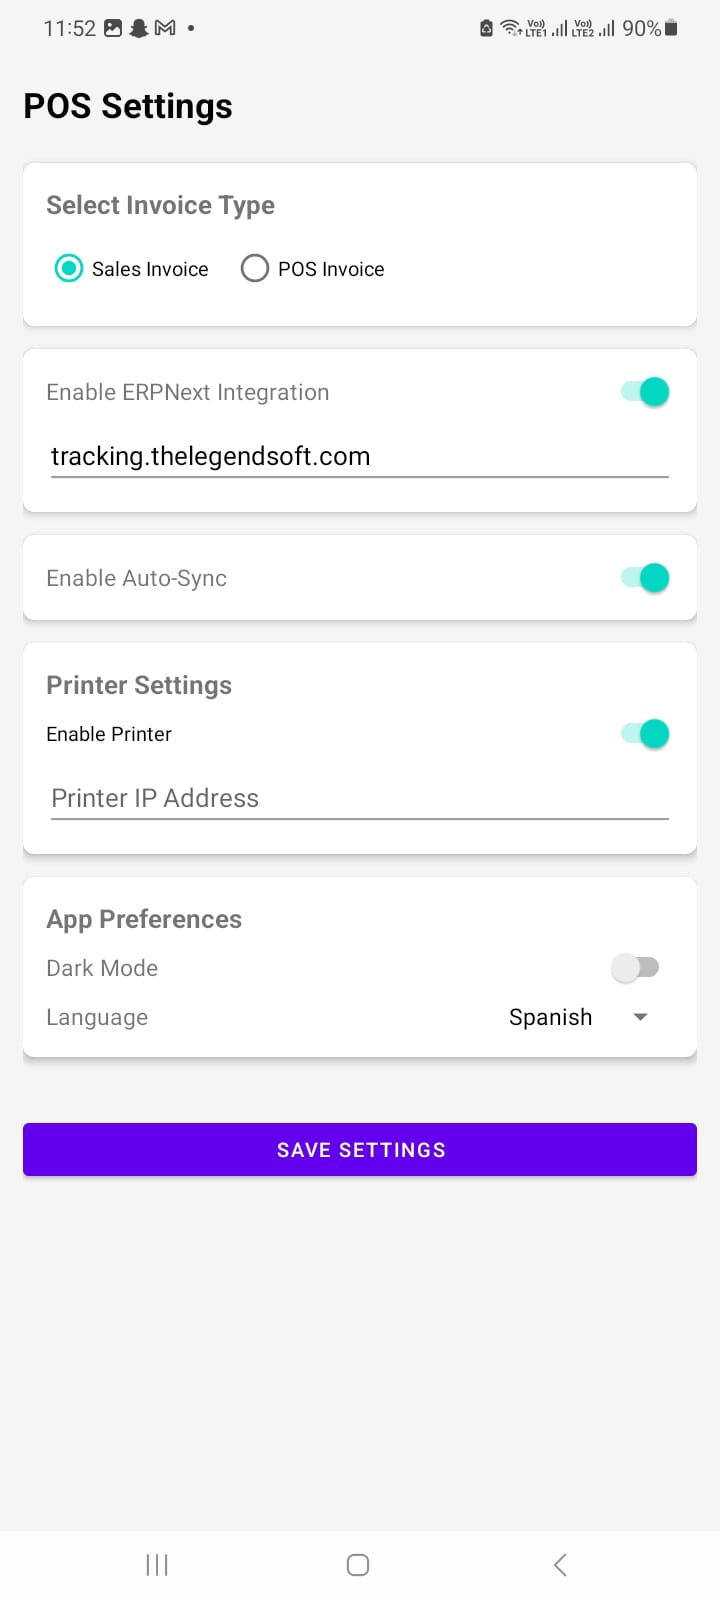 11:52 90%
Vo)) LTE1 Vo)) LTE2
POS Settings
Select Invoice Type
Sales Invoice POS Invoice
Enable ERPNext Integration
tracking.thelegendsoft.com
Enable Auto-Sync
Printer Settings
Enable Printer
Printer IP Address
App Preferences
Dark Mode
Language Spanish
SAVE SETTINGS